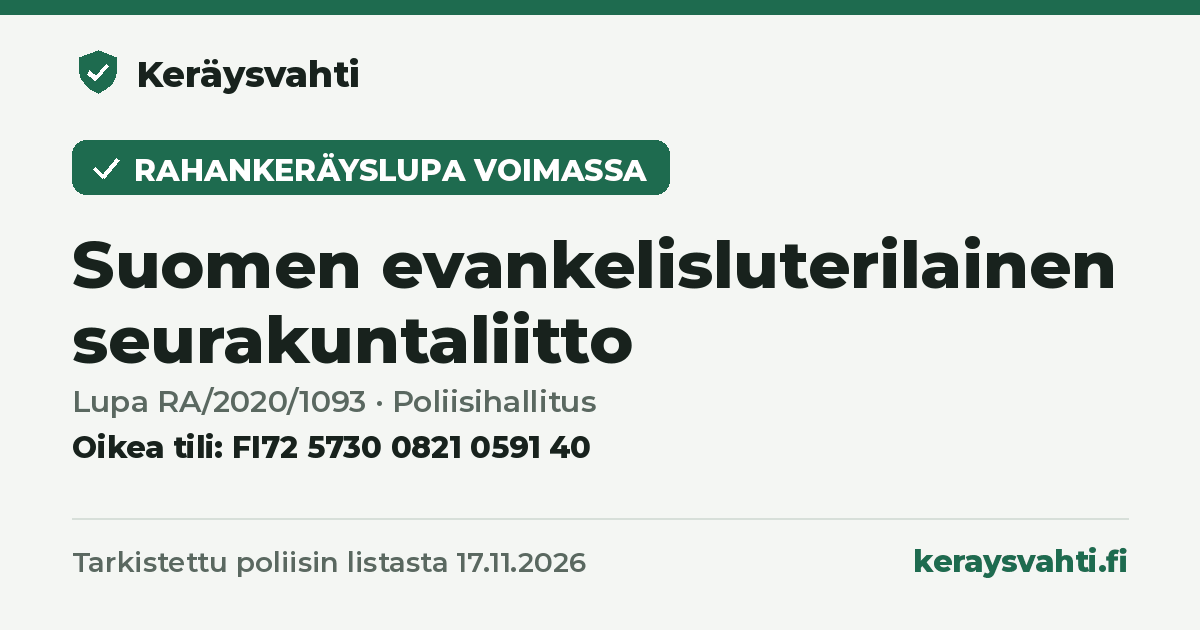 Keräysvahti
RAHANKERÄYSLUPA VOIMASSA
Suomen evankelisluterilainen
seurakuntaliitto
Lupa RA/2020/1093 · Poliisihallitus
Oikea tili: FI72 5730 0821 0591 40
Tarkistettu poliisin listasta 17.11.2026
keraysvahti.fi